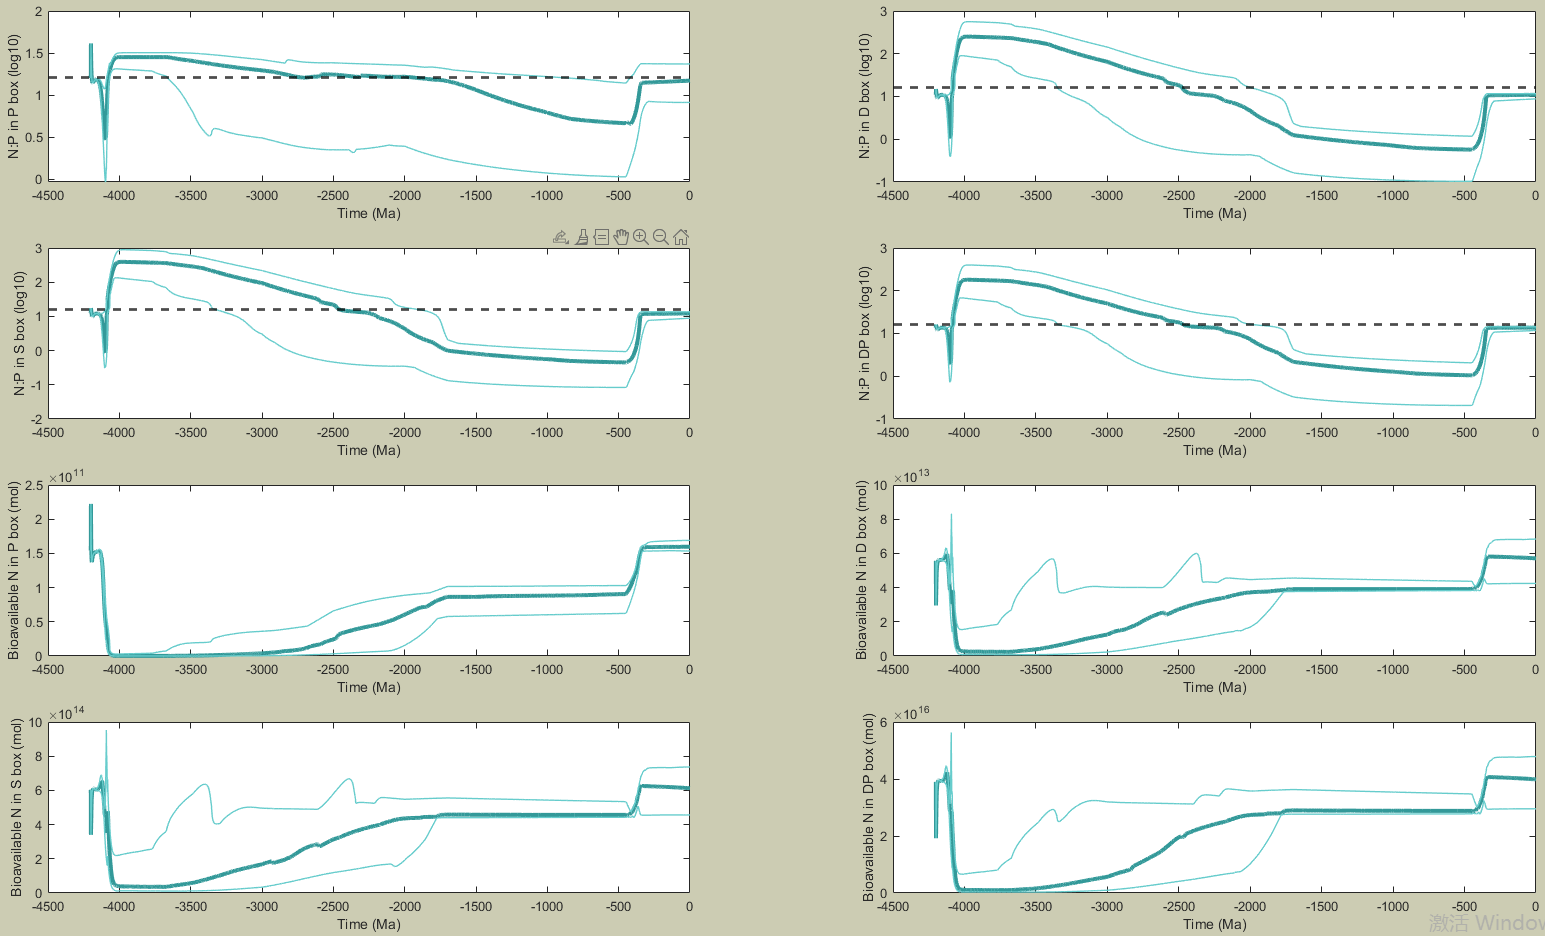 2
1.5
1
0.5
0
N:P in P box (log10)
-4500 -4000 -3500 -3000 -2500 -2000 -1500 -1000 -500 0
Time (Ma)
3
2
1
0
-1
N:P in D box (log10)
-4500 -4000 -3500 -3000 -2500 -2000 -1500 -1000 -500 0
Time (Ma)
3
2
1
0
-1
-2
N:P in S box (log10)
-4500 -4000 -3500 -3000 -2500 -2000 -1500 -1000 -500 0
Time (Ma)
3
2
1
0
-1
N:P in DP box (log10)
-4500 -4000 -3500 -3000 -2500 -2000 -1500 -1000 -500 0
Time (Ma)
×10^11
2.5
2
1.5
1
0.5
0
Bioavailable N in P box (mol)
-4500 -4000 -3500 -3000 -2500 -2000 -1500 -1000 -500 0
Time (Ma)
×10^13
10
8
6
4
2
0
Bioavailable N in D box (mol)
-4500 -4000 -3500 -3000 -2500 -2000 -1500 -1000 -500 0
Time (Ma)
×10^14
10
8
6
4
2
0
Bioavailable N in S box (mol)
-4500 -4000 -3500 -3000 -2500 -2000 -1500 -1000 -500 0
Time (Ma)
×10^16
6
4
2
0
Bioavailable N in DP box (mol)
-4500 -4000 -3500 -3000 -2500 -2000 -1500 -1000 -500 0
Time (Ma)
激活 Window